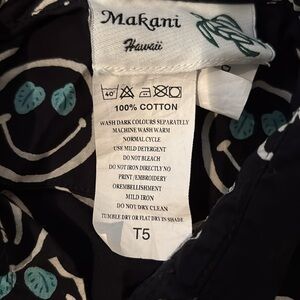 Makani
Hawaii
40°
100% COTTON
WASH DARK COLOURS SEPARATELY
MACHINE WASH WARM
NORMAL CYCLE
USE MILD DETERGENT
DO NOT BLEACH
DO NOT IRON DIRECTLY NO
PRINT/EMBROIDERY
OREMBELLISHMENT
MILD IRON
DO NOT DRY CLEAN
TUMBLE DRY OR FLAT DRY IN SHADE
T5